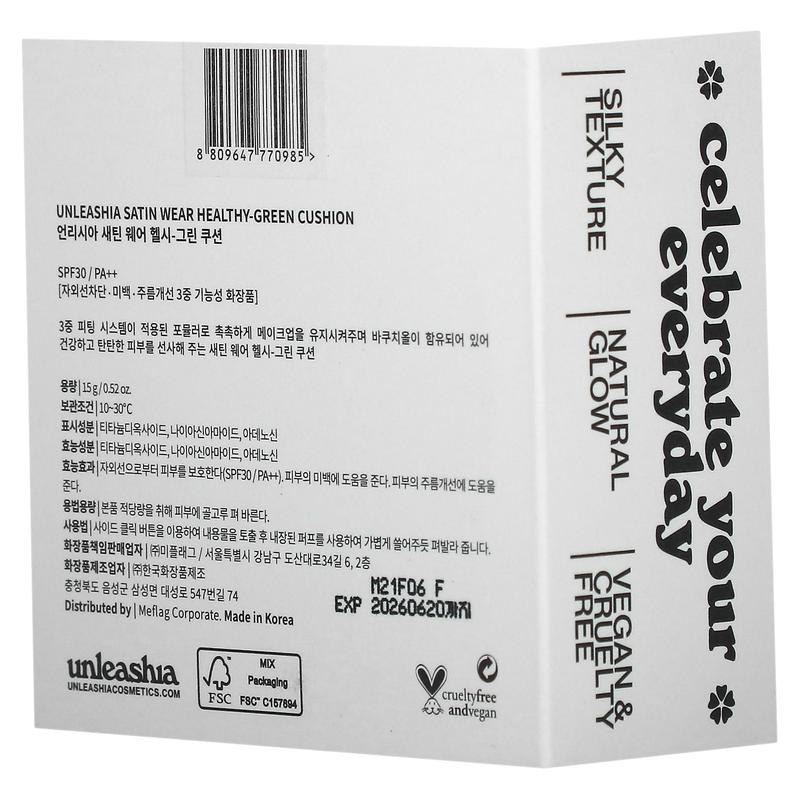 8 809647 770985 >
UNLEASHIA SATIN WEAR HEALTHY-GREEN CUSHION
언리시아 새틴 웨어 헬시-그린 쿠션
SPF30 / PA++
[자외선차단·미백·주름개선 3중 기능성 화장품]
3중 피팅 시스템이 적용된 포뮬러로 촉촉하게 메이크업을 유지시켜주며 바쿠치올이 함유되어 있어
건강하고 탄탄한 피부를 선사해 주는 새틴 웨어 헬시-그린 쿠션
용량 | 15 g / 0.52 oz.
보관조건 | 10~30°C
표시성분 | 티타늄디옥사이드, 나이아신아마이드, 아데노신
효능성분 | 티타늄디옥사이드, 나이아신아마이드, 아데노신
효능효과 | 자외선으로부터 피부를 보호한다(SPF30 / PA++). 피부의 미백에 도움을 준다. 피부의 주름개선에 도움을
준다.
용법용량 | 본품 적당량을 취해 피부에 골고루 펴 바른다.
사용법 | 사이드 클릭 버튼을 이용하여 내용물을 토출 후 내장된 퍼프를 사용하여 가볍게 쓸어주듯 펴발라 줍니다.
화장품책임판매업자 | ㈜미플래그 / 서울특별시 강남구 도산대로34길 6, 2층
화장품제조업자 | ㈜한국화장품제조
충청북도 음성군 삼성면 대성로 547번길 74
Distributed by | Meflag Corporate. Made in Korea
M21F06 F
EXP 20260620까지
unleashia
UNLEASHIACOSMETICS.COM
FSC
MIX
Packaging
FSC™ C157894
crueltyfree
andvegan
SILKY
TEXTURE
NATURAL
GLOW
VEGAN &
CRUELTY
FREE
celebrate your
everyday